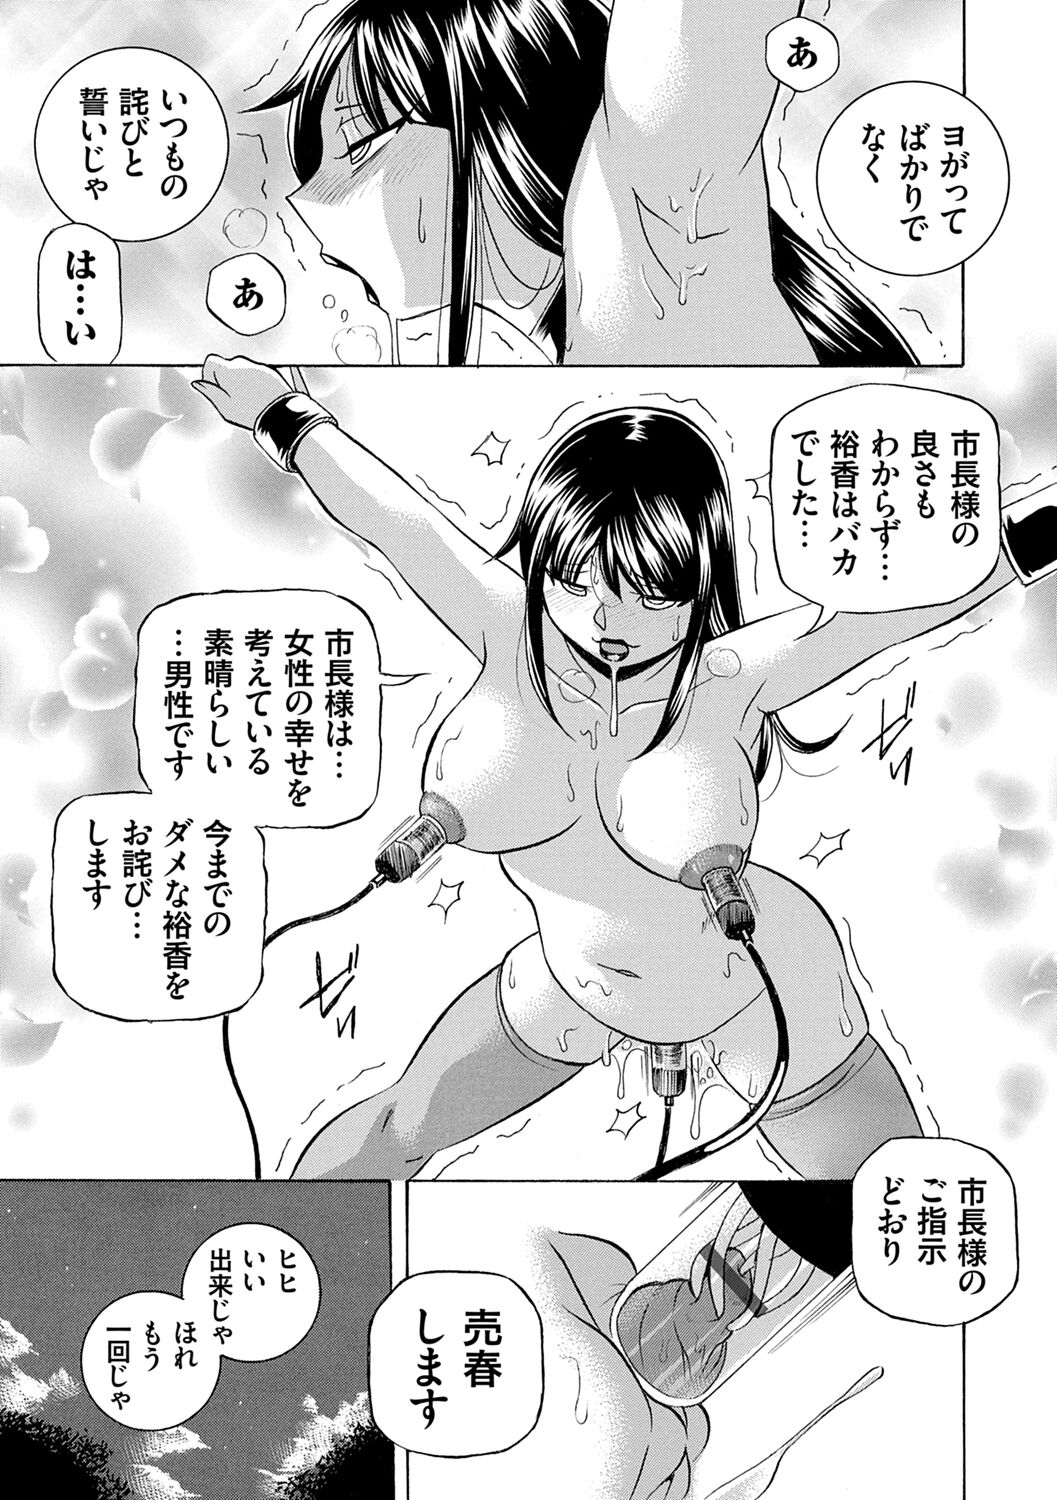 ヨがって
ばかりで
なく
あ
いつもの
詫びと
誓いじゃ
あ
は…い
市長様の
良さも
わからず…
裕香はバカ
でした…
市長様は…
女性の幸せを
考えている
素晴らしい
…男性です
今までの
ダメな裕香を
お詫び…
します
ビッ
ビッ
市長様の
ご指示
どおり
売春
します
ヒヒ
いい
出来じゃ
ほれ
もう
一回じゃ